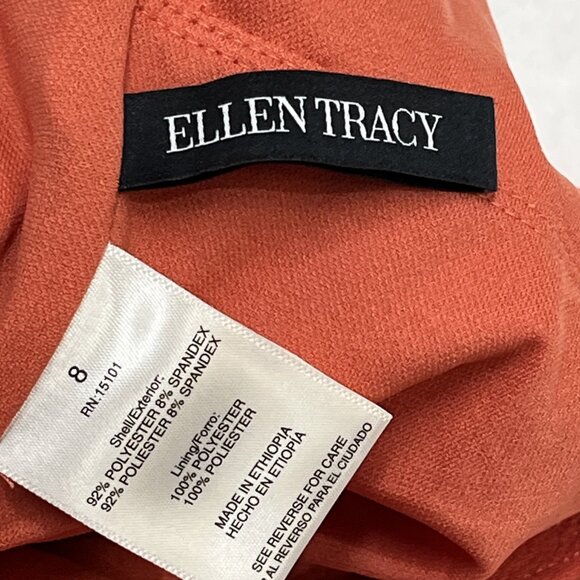 ELLEN TRACY
8
RN:15101
Shell/Exterior:
92% POLYESTER 8% SPANDEX
92% POLIESTER 8% SPANDEX
Lining/Forro:
100% POLYESTER
100% POLIESTER
MADE IN ETHIOPIA
HECHO EN ETIOPÍA
SEE REVERSE FOR CARE
AL REVERSO PARA EL CIUDADO